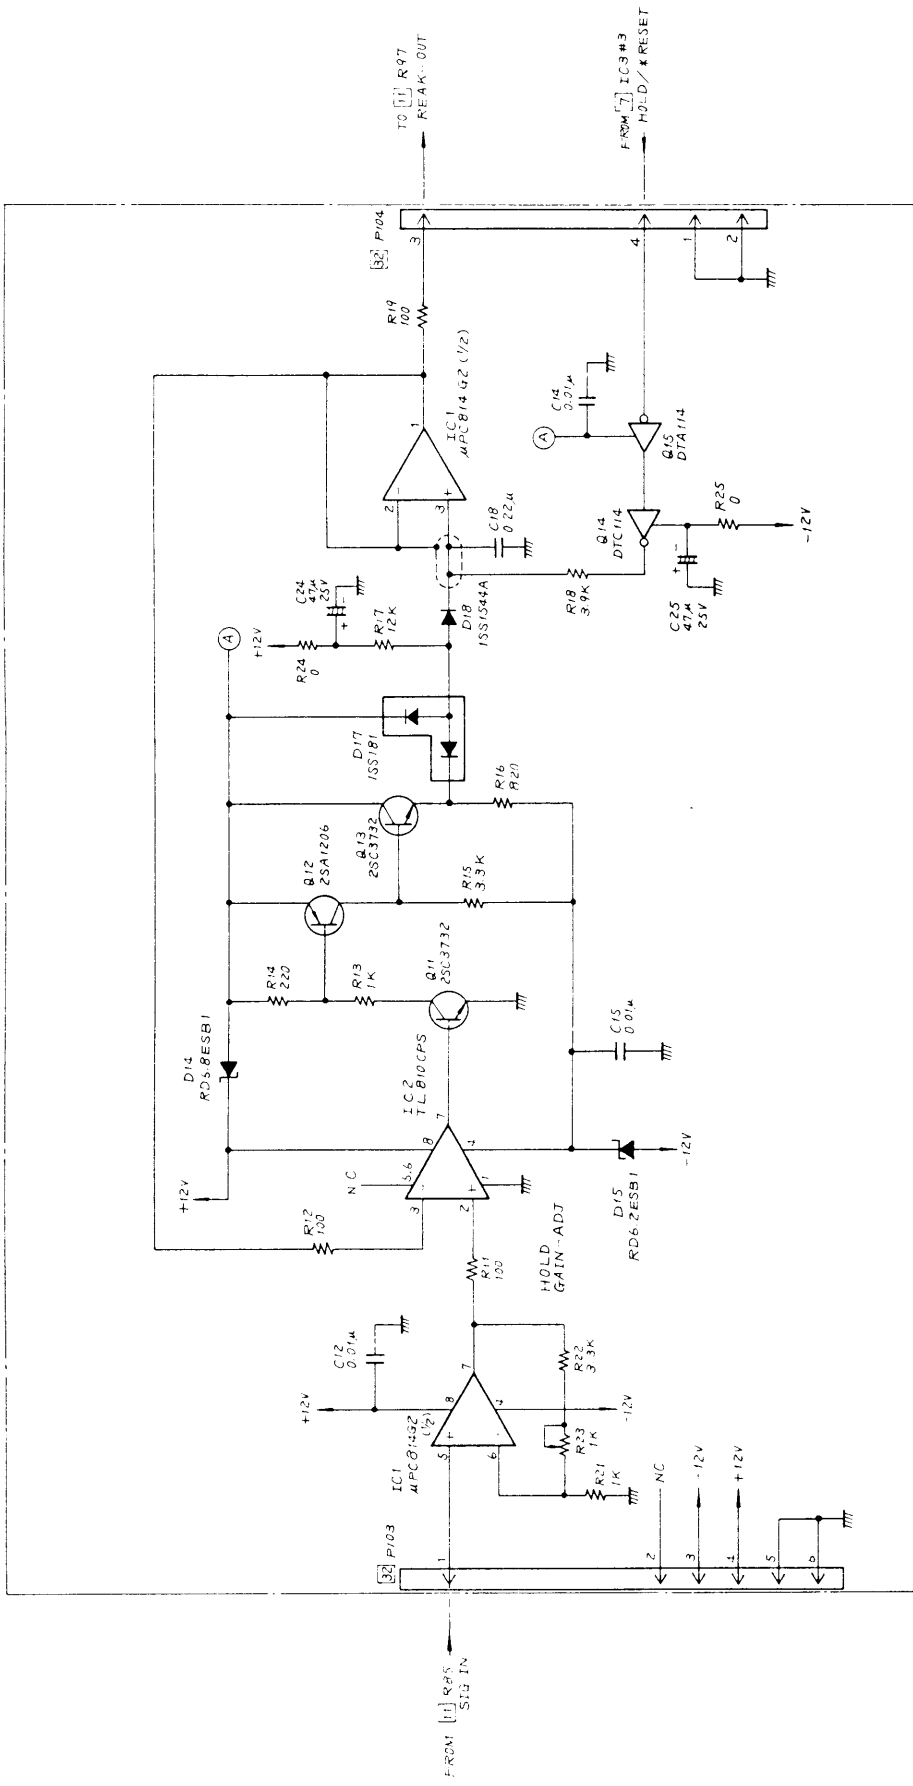 FROM [11] R85
SIG IN
[32] P103
1
2
NC
3
-12V
4
+12V
5
6
IC1
μPC814G2
(1/2)
5
+
6
-
8
4
7
+12V
C12
0.01μ
-12V
R21
1K
R23
1K
R22
3.3K
HOLD
GAIN-ADJ
R11
100
R12
100
+12V
N.C
5.6
3
-
2
+
8
1
4
7
IC2
TL810CPS
D14
RD6.8ESB1
D15
RD6.2ESB1
-12V
C15
0.01μ
R14
220
R13
1K
Q11
2SC3732
Q12
2SA1206
Q13
2SC3732
R15
3.3K
R16
820
D17
1SS181
A
+12V
R24
0
C24
47μ
25V
+
-
R17
12K
D18
1SS1544A
R18
3.9K
C18
0.22μ
2
-
3
+
1
IC1
μPC814G2 (1/2)
R19
100
A
C14
0.01μ
Q15
DTA114
Q14
DTC114
C25
47μ
25V
+
-
R25
0
-12V
[32] P104
3
4
1
2
TO [11] R97
REAK-OUT
FROM [7] IC3#3
HOLD/*RESET